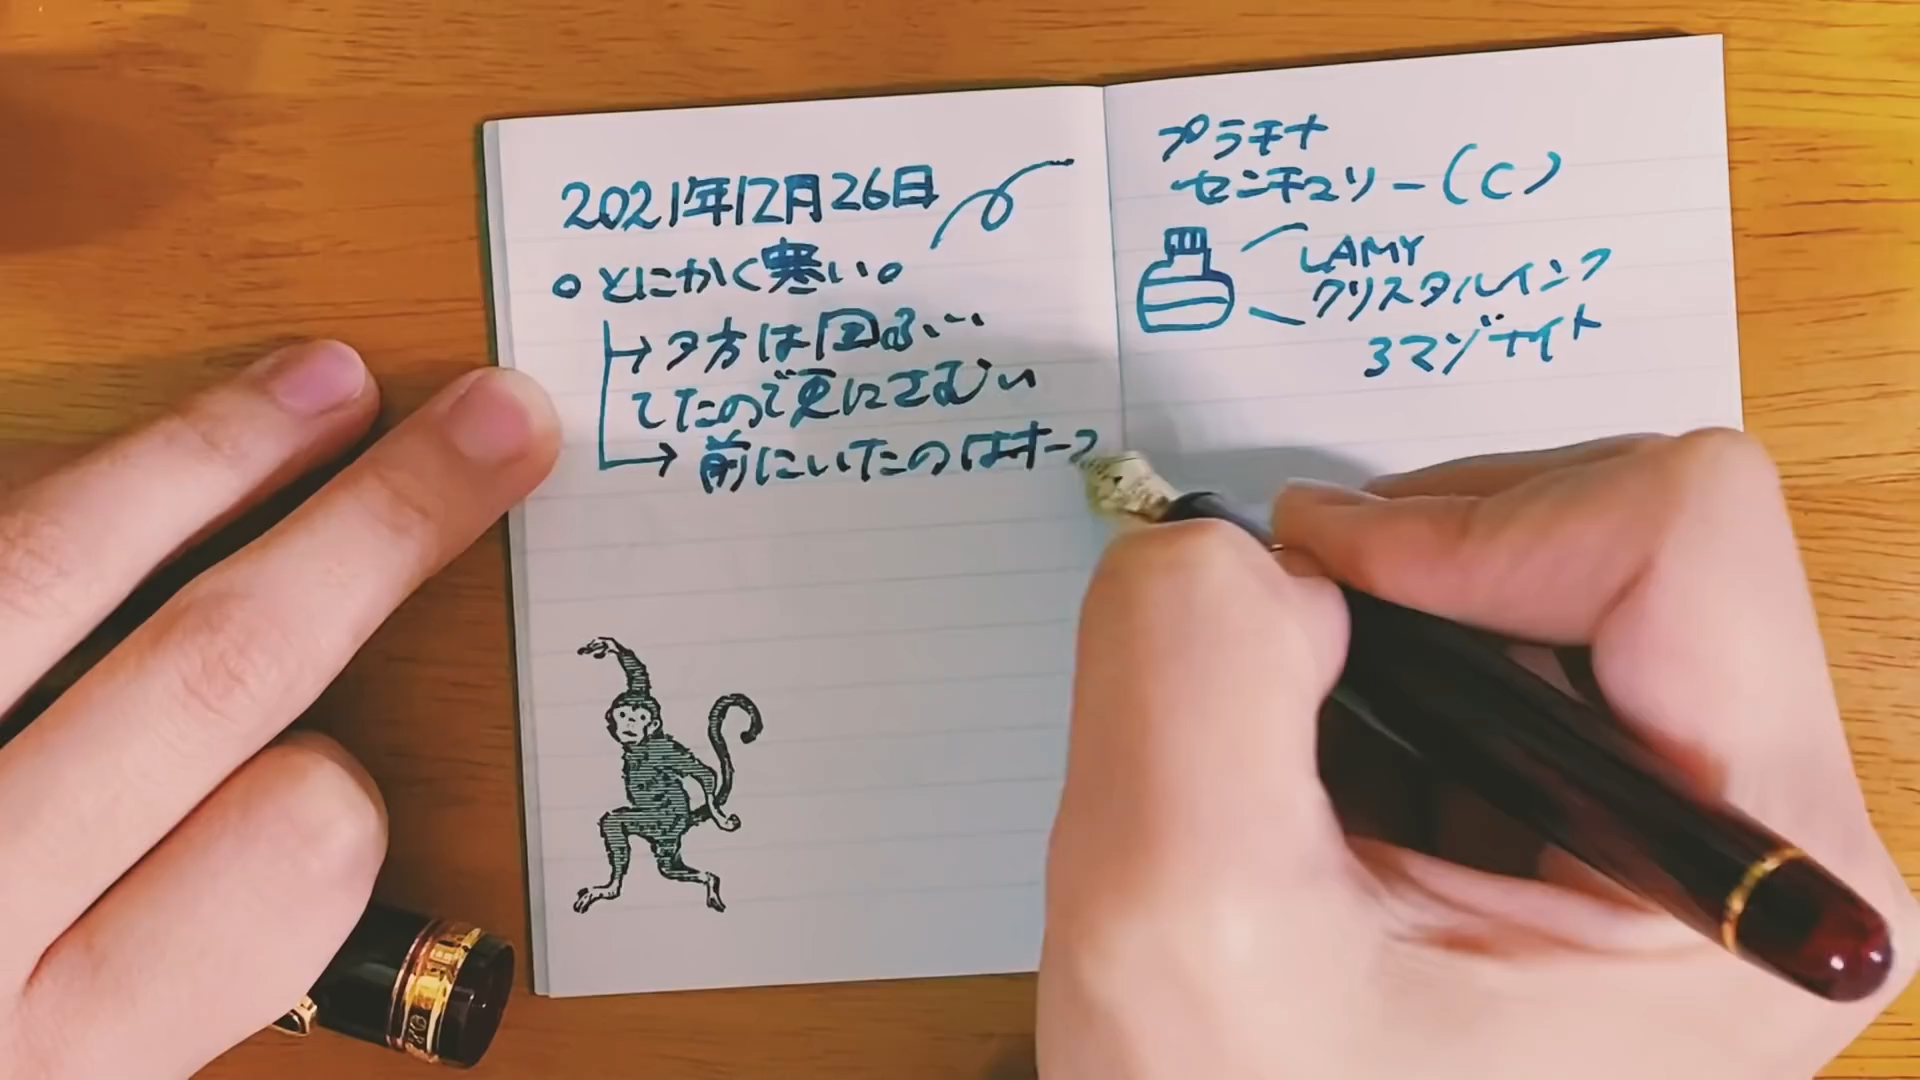 2021年12月26日
○とにかく寒い。
→夕方は回ふい
てたので更にさむい
→前にいたのはオーつ
プラチナ
センチュリー(C)
LAMY
クリスタルインク
アマゾナイト